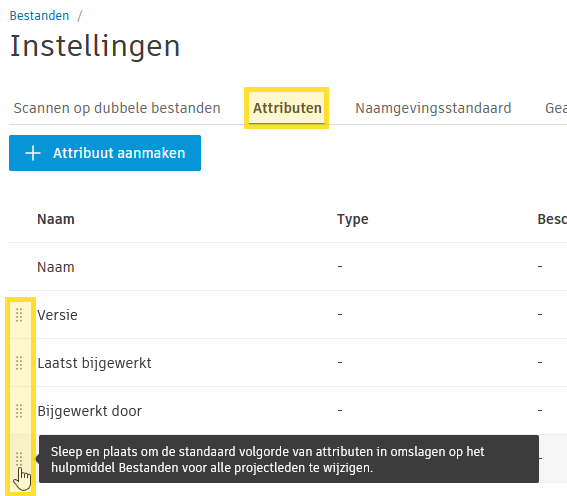 Bestanden /
Instellingen
Scannen op dubbele bestanden Attributen Naamgevingsstandaard Gea
+ Attribuut aanmaken
Naam Type Besc
Naam - -
Versie - -
Laatst bijgewerkt - -
Bijgewerkt door - -
Sleep en plaats om de standaard volgorde van attributen in omslagen op het
hulpmiddel Bestanden voor alle projectleden te wijzigen.
-